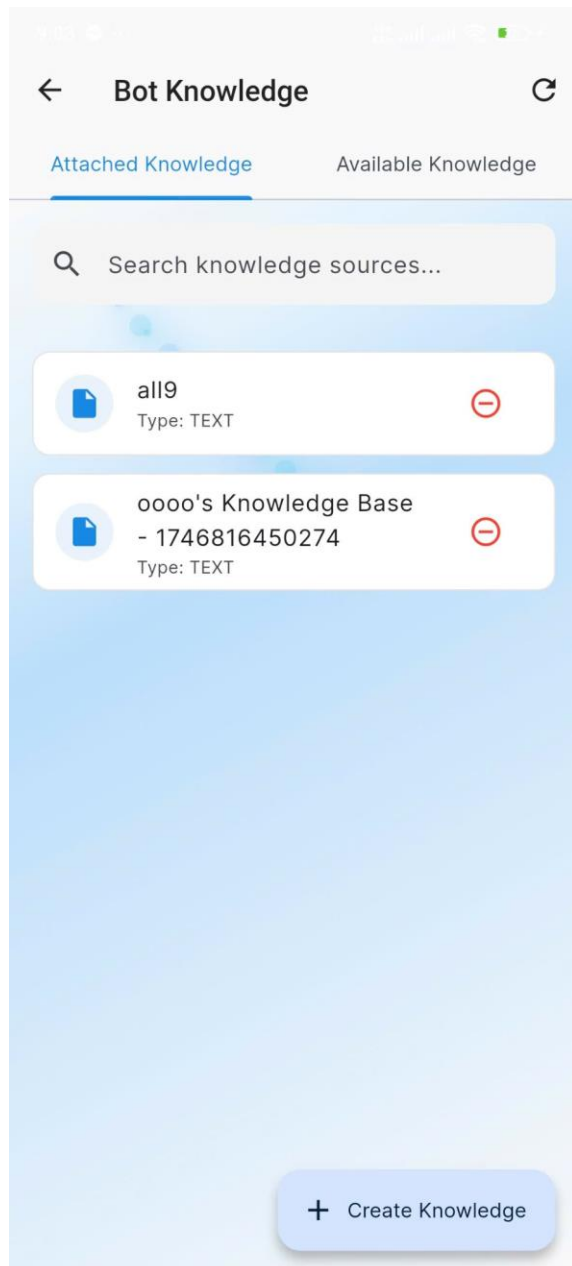 Bot Knowledge
Attached Knowledge Available Knowledge
Search knowledge sources...
all9
Type: TEXT
oooo's Knowledge Base
- 1746816450274
Type: TEXT
+ Create Knowledge